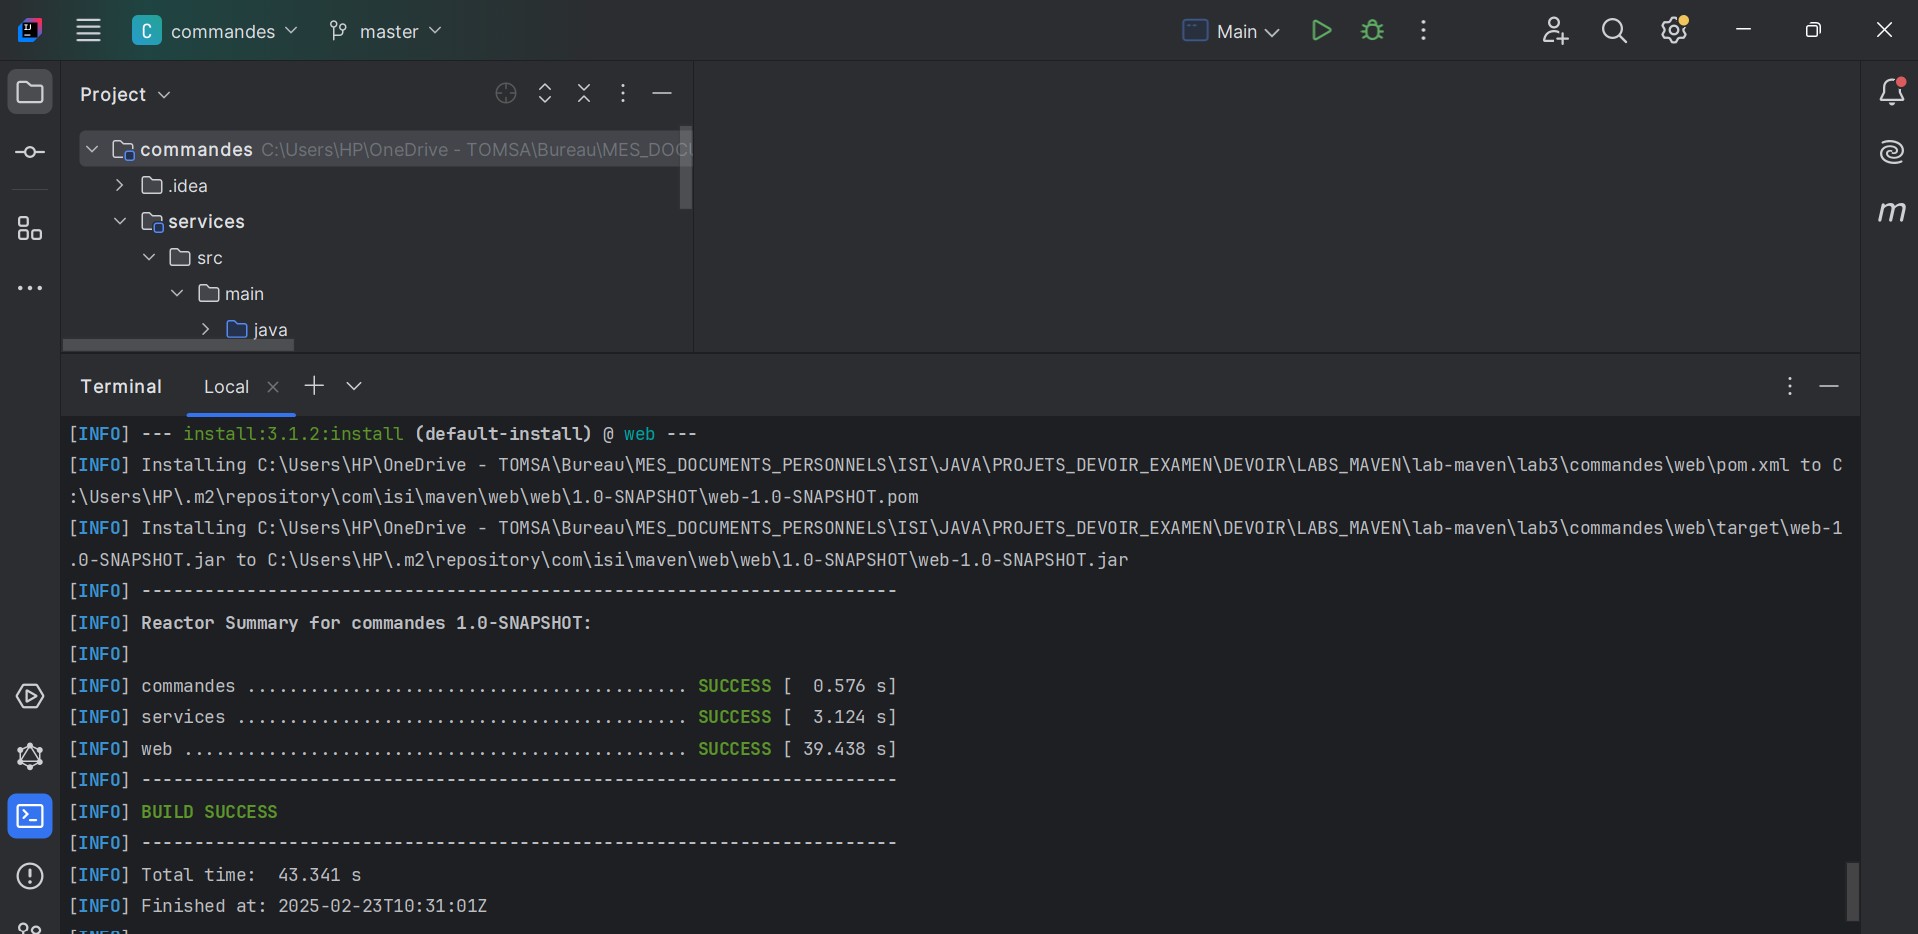 C commandes master Main
Project
commandes C:\Users\HP\OneDrive - TOMSA\Bureau\MES_DOCU
.idea
services
src
main
java
m
Terminal Local
[INFO] --- install:3.1.2:install (default-install) @ web ---
[INFO] Installing C:\Users\HP\OneDrive - TOMSA\Bureau\MES_DOCUMENTS_PERSONNELS\ISI\JAVA\PROJETS_DEVOIR_EXAMEN\DEVOIR\LABS_MAVEN\lab-maven\lab3\commandes\web\pom.xml to C
:\Users\HP\.m2\repository\com\isi\maven\web\web\1.0-SNAPSHOT\web-1.0-SNAPSHOT.pom
[INFO] Installing C:\Users\HP\OneDrive - TOMSA\Bureau\MES_DOCUMENTS_PERSONNELS\ISI\JAVA\PROJETS_DEVOIR_EXAMEN\DEVOIR\LABS_MAVEN\lab-maven\lab3\commandes\web\target\web-1
.0-SNAPSHOT.jar to C:\Users\HP\.m2\repository\com\isi\maven\web\web\1.0-SNAPSHOT\web-1.0-SNAPSHOT.jar
[INFO] ------------------------------------------------------------------------
[INFO] Reactor Summary for commandes 1.0-SNAPSHOT:
[INFO]
[INFO] commandes .......................................... SUCCESS [  0.576 s]
[INFO] services ........................................... SUCCESS [  3.124 s]
[INFO] web ................................................ SUCCESS [ 39.438 s]
[INFO] ------------------------------------------------------------------------
[INFO] BUILD SUCCESS
[INFO] ------------------------------------------------------------------------
[INFO] Total time:  43.341 s
[INFO] Finished at: 2025-02-23T10:31:01Z